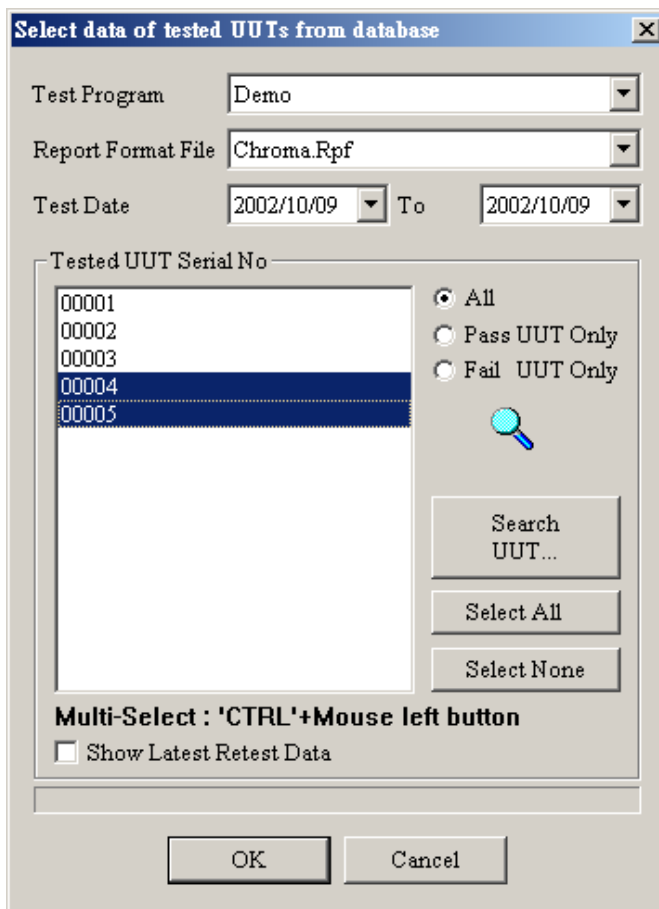 Select data of tested UUTs from database
Test Program Demo
Report Format File Chroma.Rpf
Test Date 2002/10/09 To 2002/10/09
Tested UUT Serial No
00001
00002
00003
00004
00005
All
Pass UUT Only
Fail UUT Only
Search
UUT...
Select All
Select None
Multi-Select : 'CTRL'+Mouse left button
Show Latest Retest Data
OK Cancel